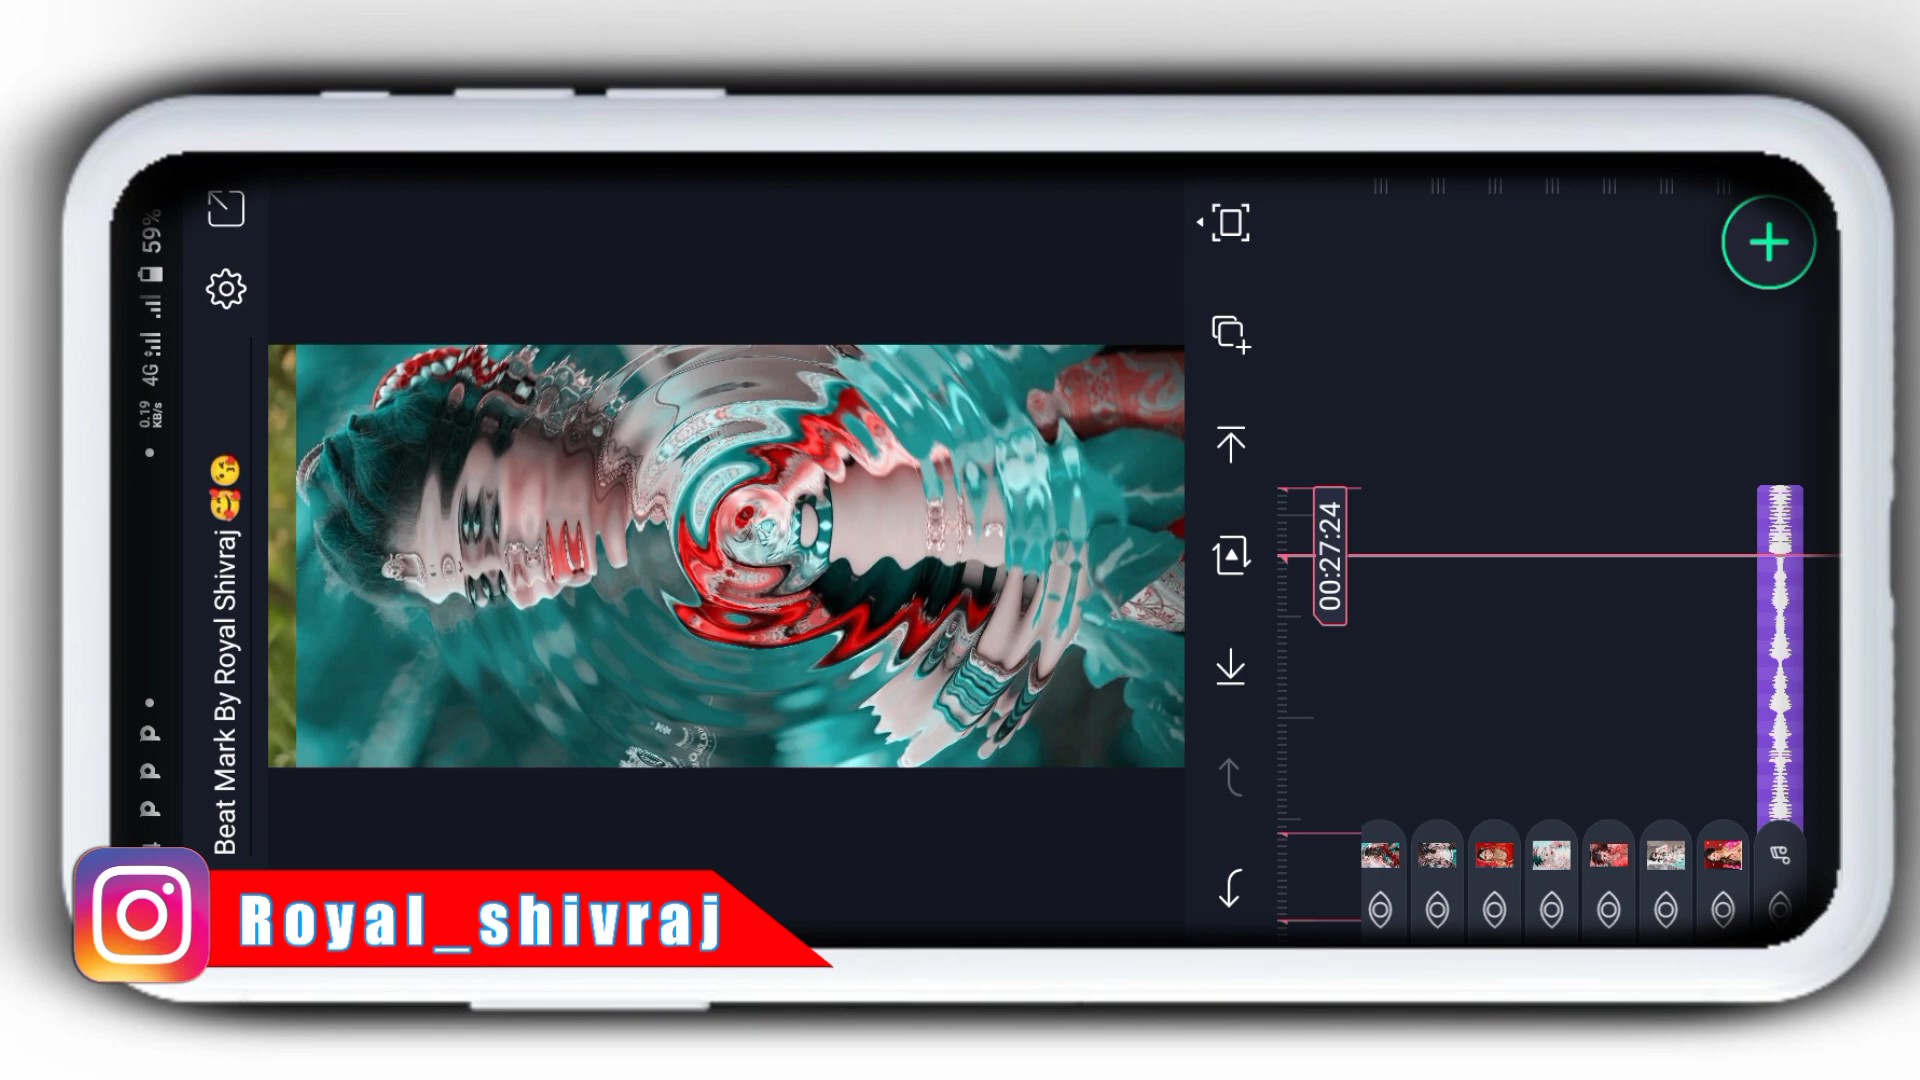 59%
4G
0.19
KB/s
Beat Mark By Royal Shivraj 🥰😘
00:27:24
Royal_shivraj